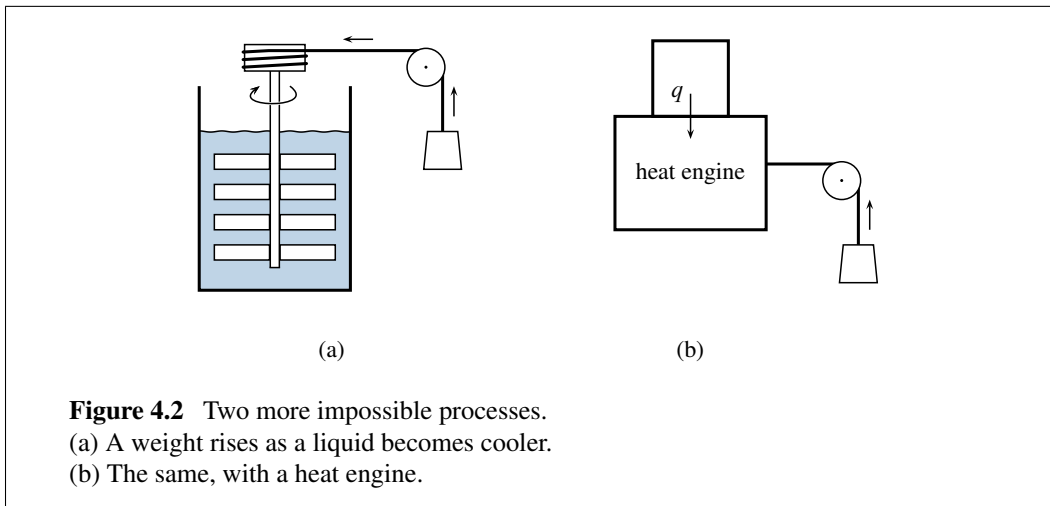 q
heat engine
(a)
(b)
Figure 4.2 Two more impossible processes.
(a) A weight rises as a liquid becomes cooler.
(b) The same, with a heat engine.